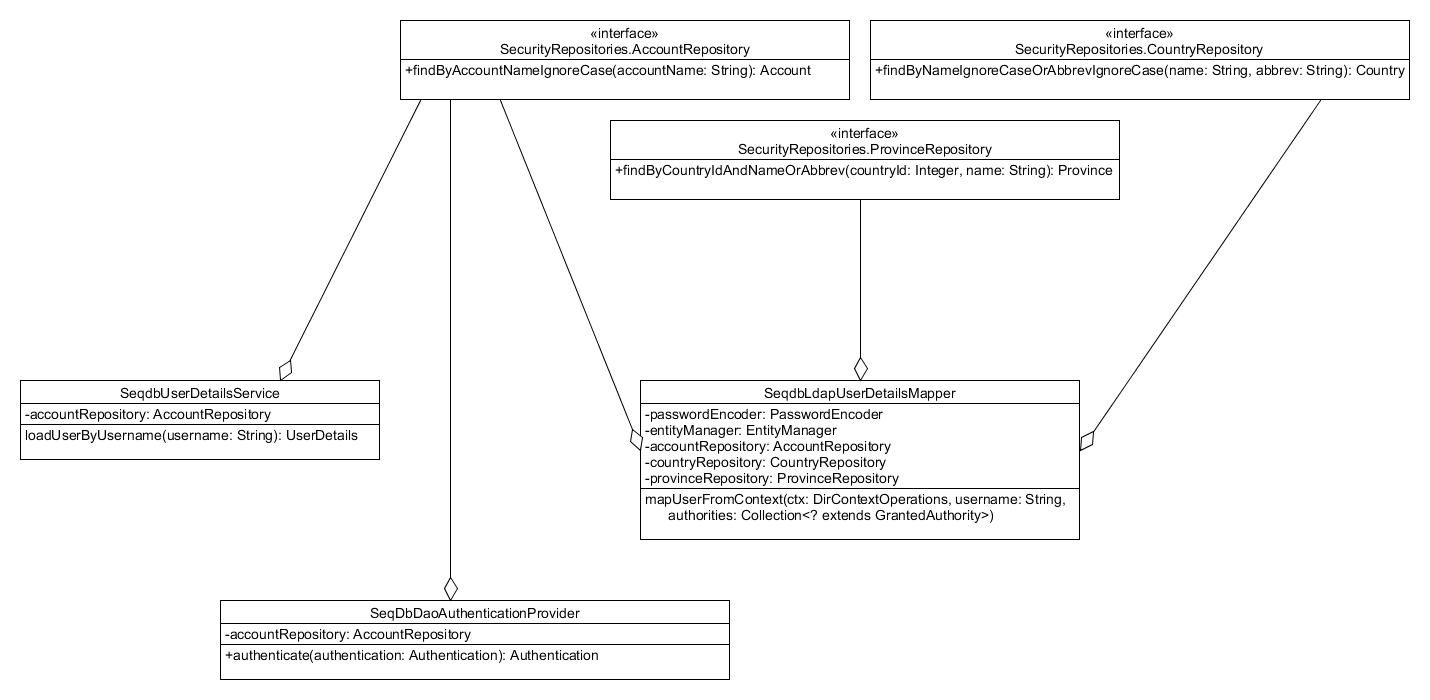 «interface»
SecurityRepositories.AccountRepository
+findByAccountNameIgnoreCase(accountName: String): Account
«interface»
SecurityRepositories.CountryRepository
+findByNameIgnoreCaseOrAbbrevIgnoreCase(name: String, abbrev: String): Country
«interface»
SecurityRepositories.ProvinceRepository
+findByCountryIdAndNameOrAbbrev(countryId: Integer, name: String): Province
SeqdbUserDetailsService
-accountRepository: AccountRepository
loadUserByUsername(username: String): UserDetails
SeqdbLdapUserDetailsMapper
-passwordEncoder: PasswordEncoder
-entityManager: EntityManager
-accountRepository: AccountRepository
-countryRepository: CountryRepository
-provinceRepository: ProvinceRepository
mapUserFromContext(ctx: DirContextOperations, username: String,
authorities: Collection<? extends GrantedAuthority>)
SeqDbDaoAuthenticationProvider
-accountRepository: AccountRepository
+authenticate(authentication: Authentication): Authentication